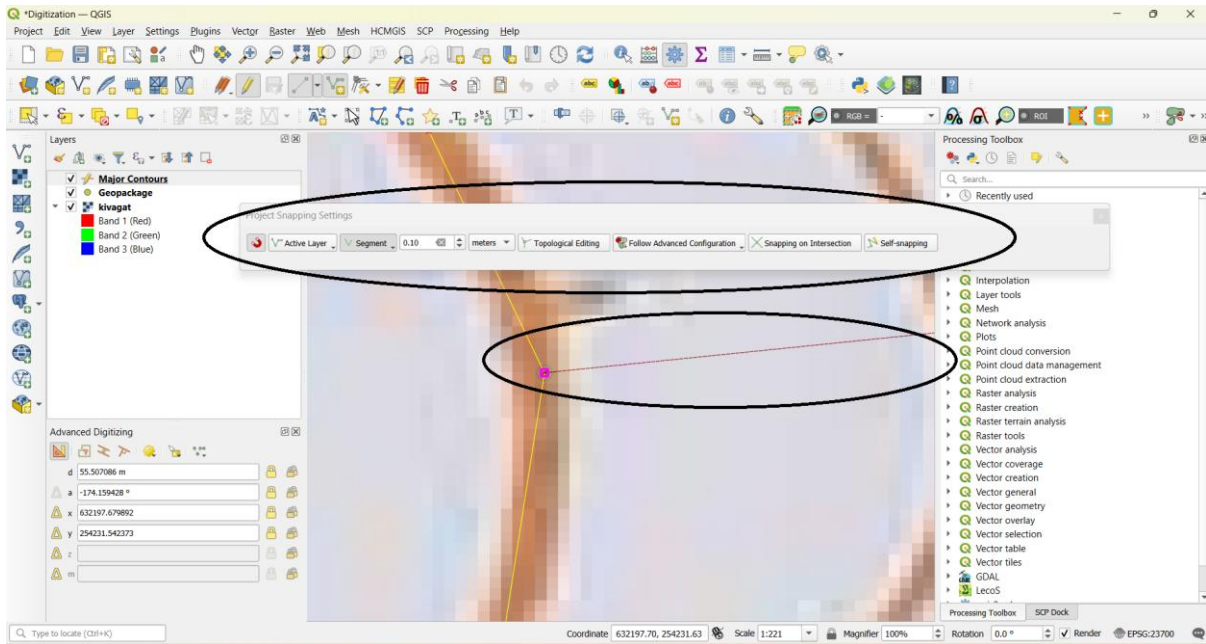 *Digitization — QGIS
Project Edit View Layer Settings Plugins Vector Raster Web Mesh HCMGIS SCP Processing Help
RGB = -
ROI
Layers
Major Contours
Geopackage
kivagat
Band 1 (Red)
Band 2 (Green)
Band 3 (Blue)
Project Snapping Settings
Active Layer Segment 0.10 meters Topological Editing Follow Advanced Configuration Snapping on Intersection Self-snapping
Advanced Digitizing
d 55.507086 m
a -174.159428 °
x 632197.679892
y 254231.542373
z
m
Processing Toolbox
Search...
Recently used
Interpolation
Layer tools
Mesh
Network analysis
Plots
Point cloud conversion
Point cloud data management
Point cloud extraction
Raster analysis
Raster creation
Raster terrain analysis
Raster tools
Vector analysis
Vector coverage
Vector creation
Vector general
Vector geometry
Vector overlay
Vector selection
Vector table
Vector tiles
GDAL
LecoS
Processing Toolbox SCP Dock
Type to locate (Ctrl+K) Coordinate 632197.70, 254231.63 Scale 1:221 Magnifier 100% Rotation 0.0 ° Render EPSG:23700